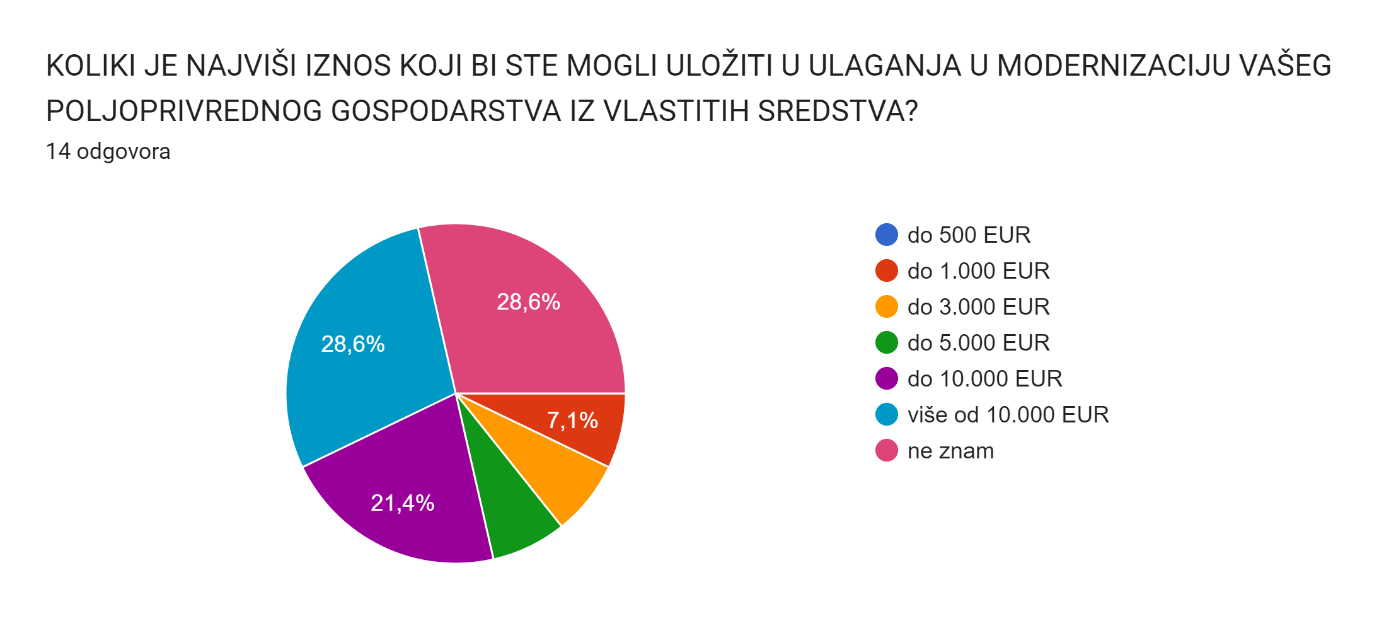 KOLIKI JE NAJVIŠI IZNOS KOJI BI STE MOGLI ULOŽITI U ULAGANJA U MODERNIZACIJU VAŠEG
POLJOPRIVREDNOG GOSPODARSTVA IZ VLASTITIH SREDSTVA?
14 odgovora
28,6%
28,6%
7,1%
21,4%
do 500 EUR
do 1.000 EUR
do 3.000 EUR
do 5.000 EUR
do 10.000 EUR
više od 10.000 EUR
ne znam